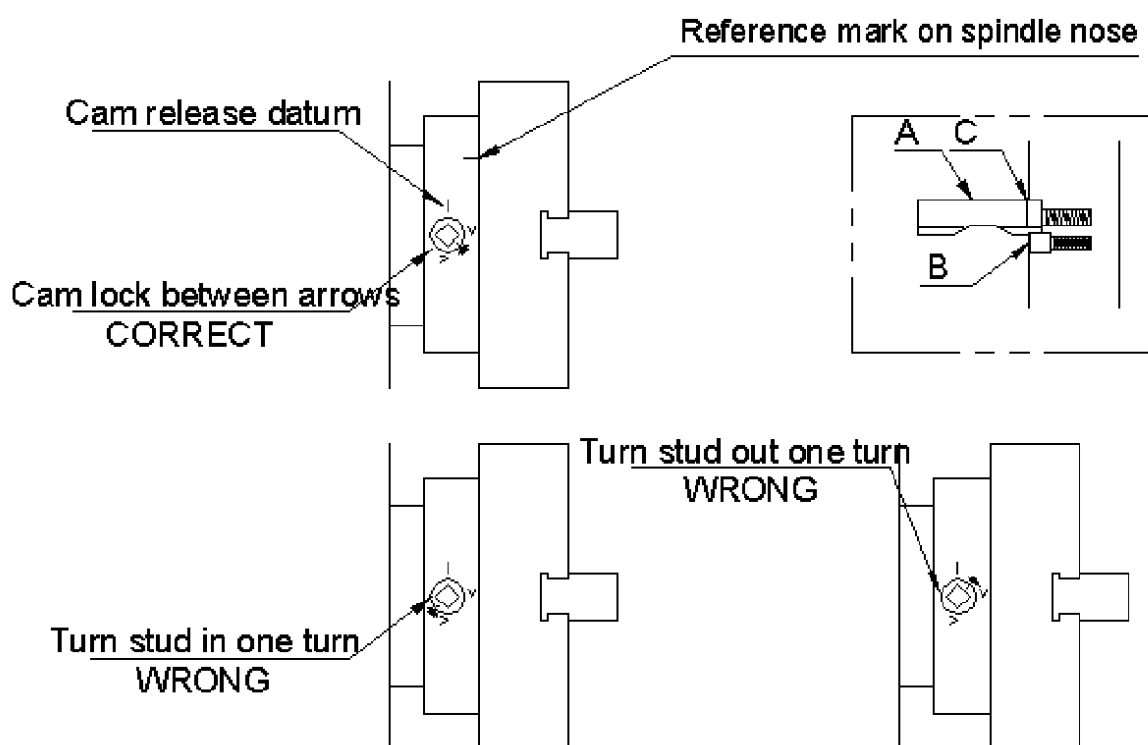 Reference mark on spindle nose
Cam release datum
A C
B
Cam lock between arrows
CORRECT
Turn stud out one turn
WRONG
Turn stud in one turn
WRONG